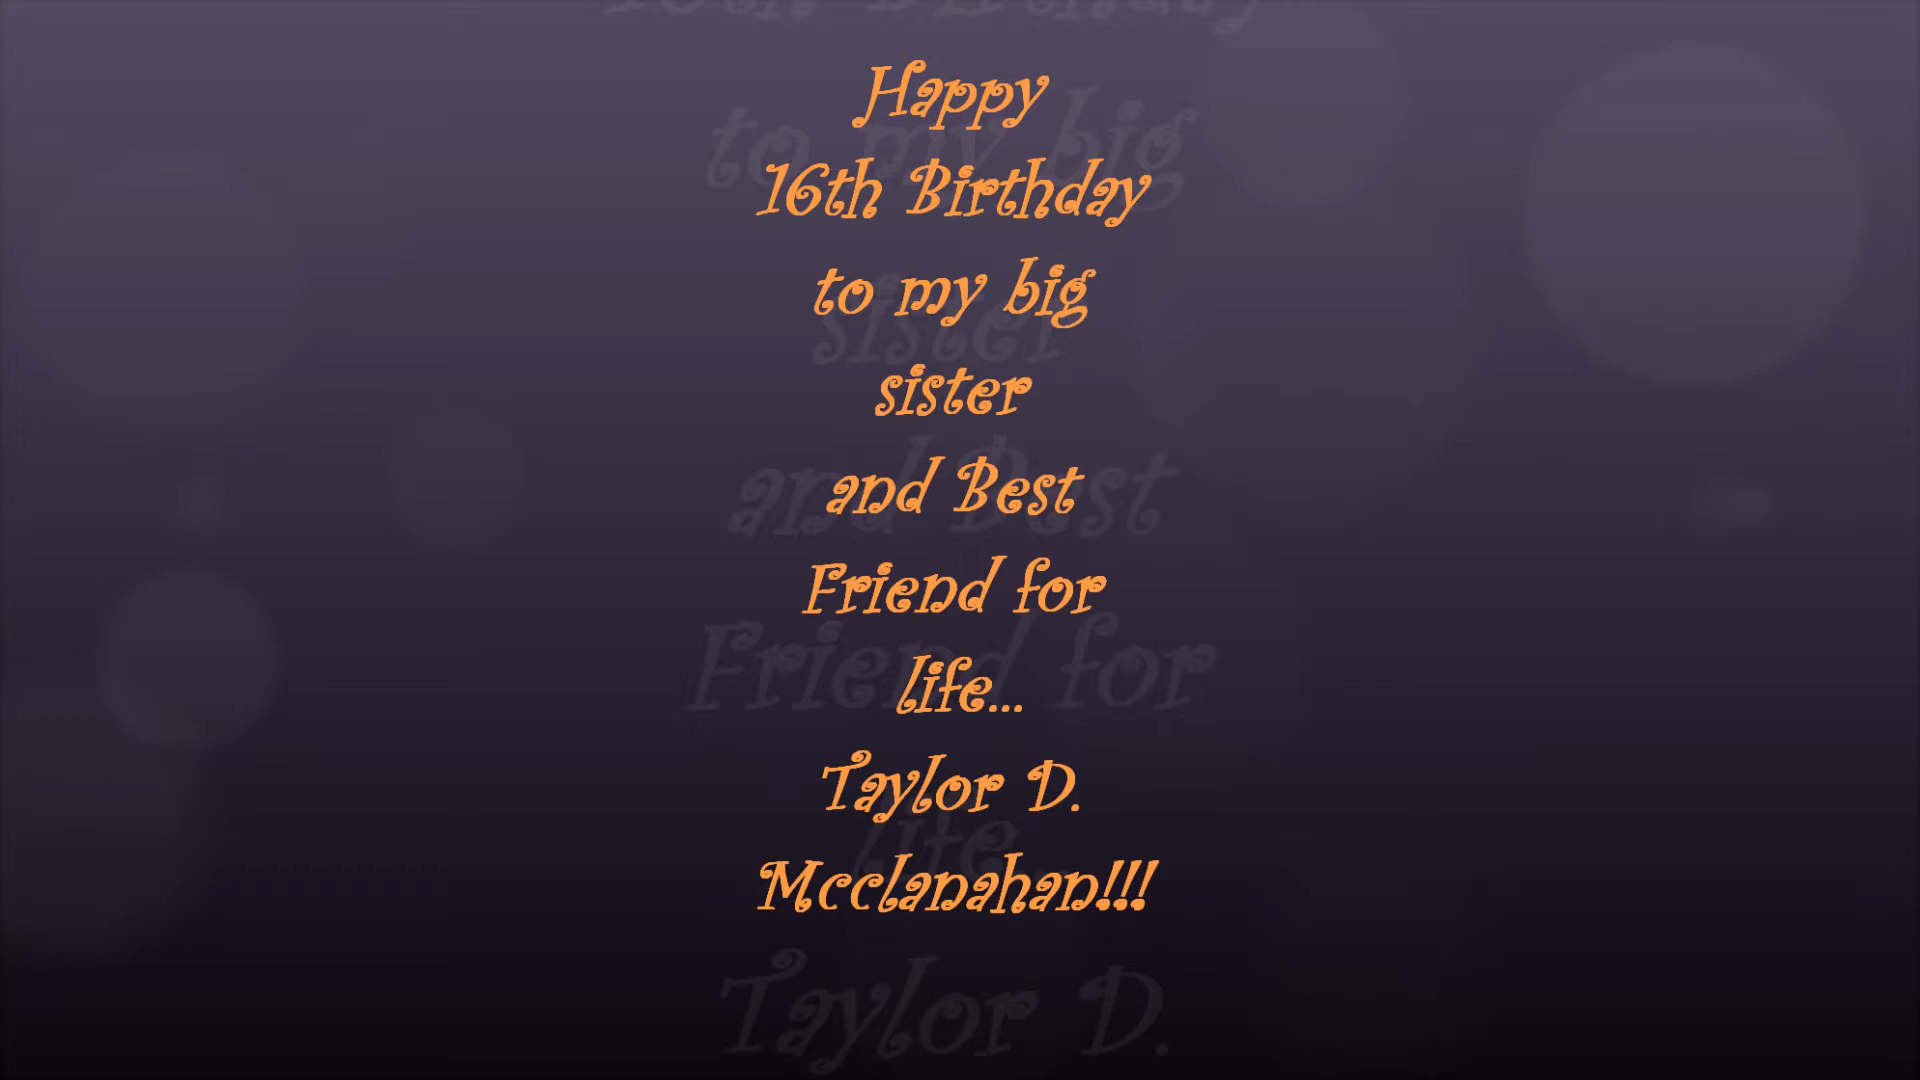 Happy
16th Birthday
to my big
sister
and Best
Friend for
life...
Taylor D.
Mcclanahan!!!